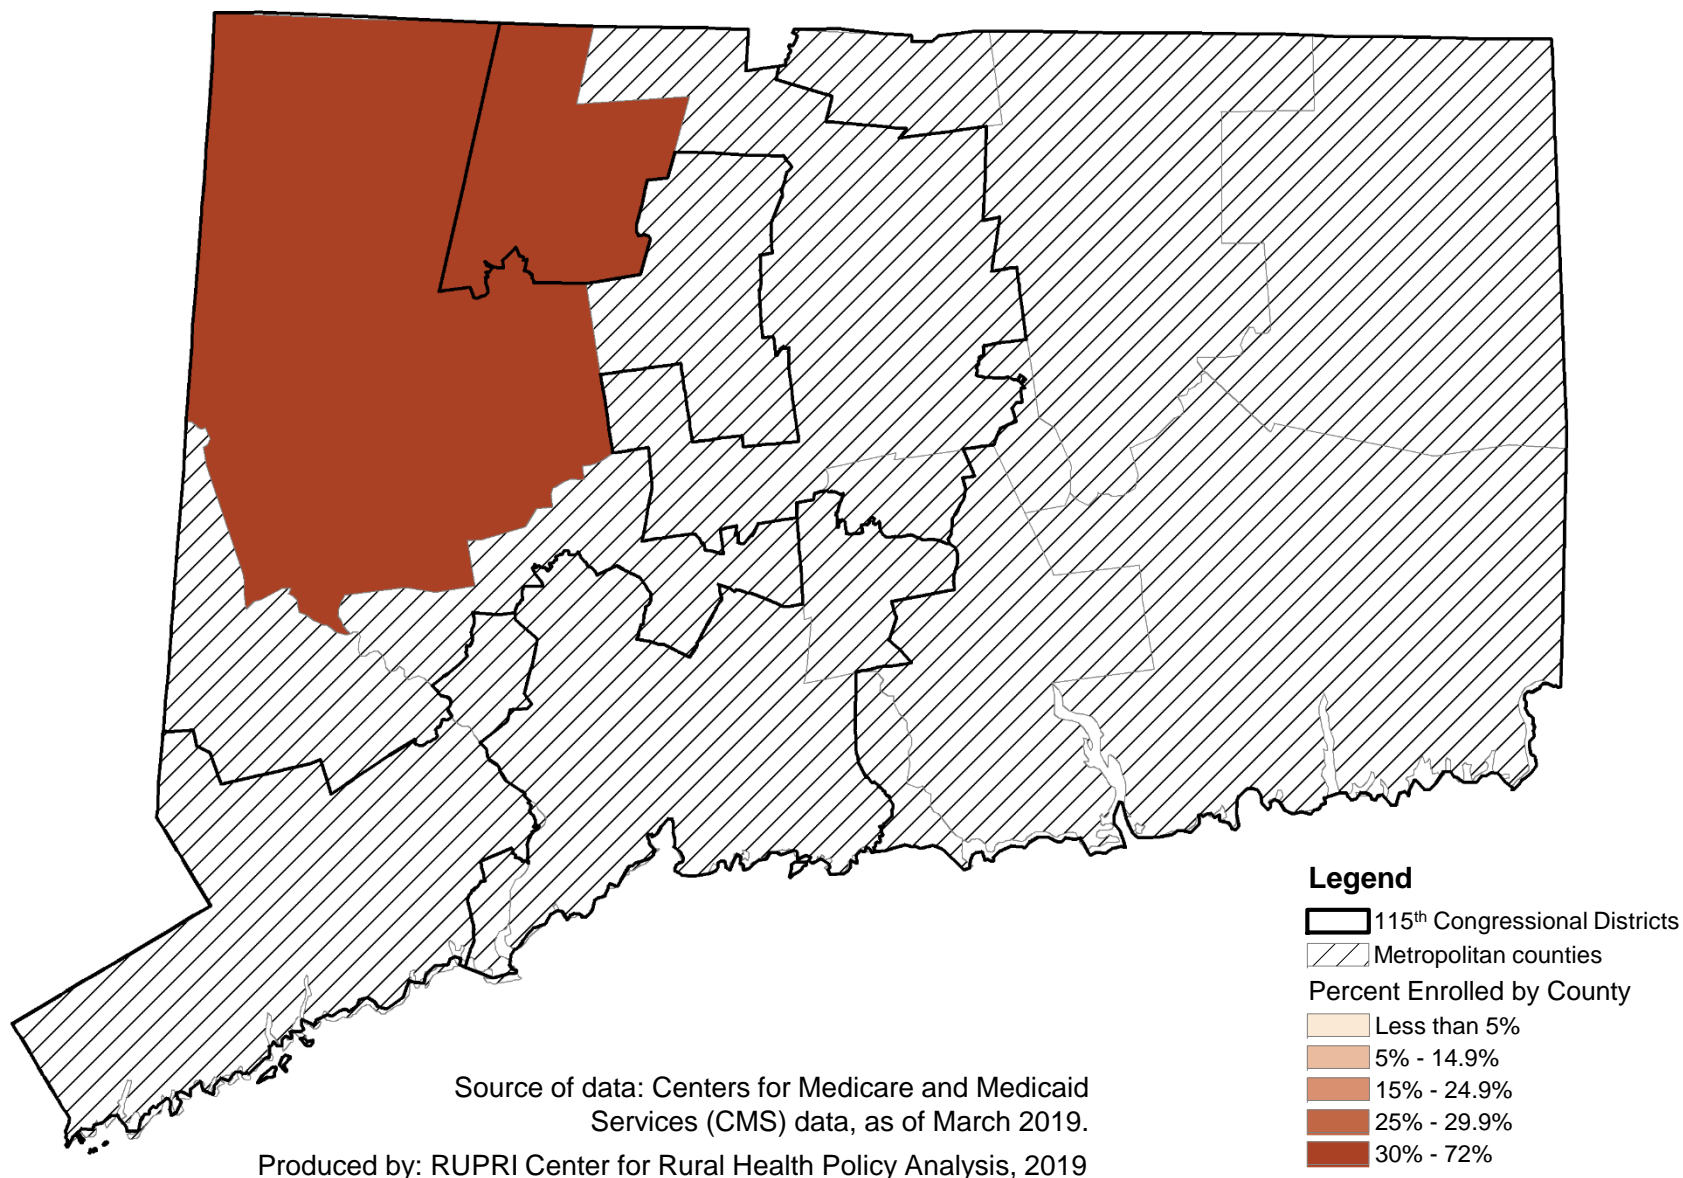 Legend
115th Congressional Districts
Metropolitan counties
Percent Enrolled by County
Less than 5%
5% - 14.9%
15% - 24.9%
25% - 29.9%
30% - 72%
Source of data: Centers for Medicare and Medicaid
Services (CMS) data, as of March 2019.
Produced by: RUPRI Center for Rural Health Policy Analysis, 2019